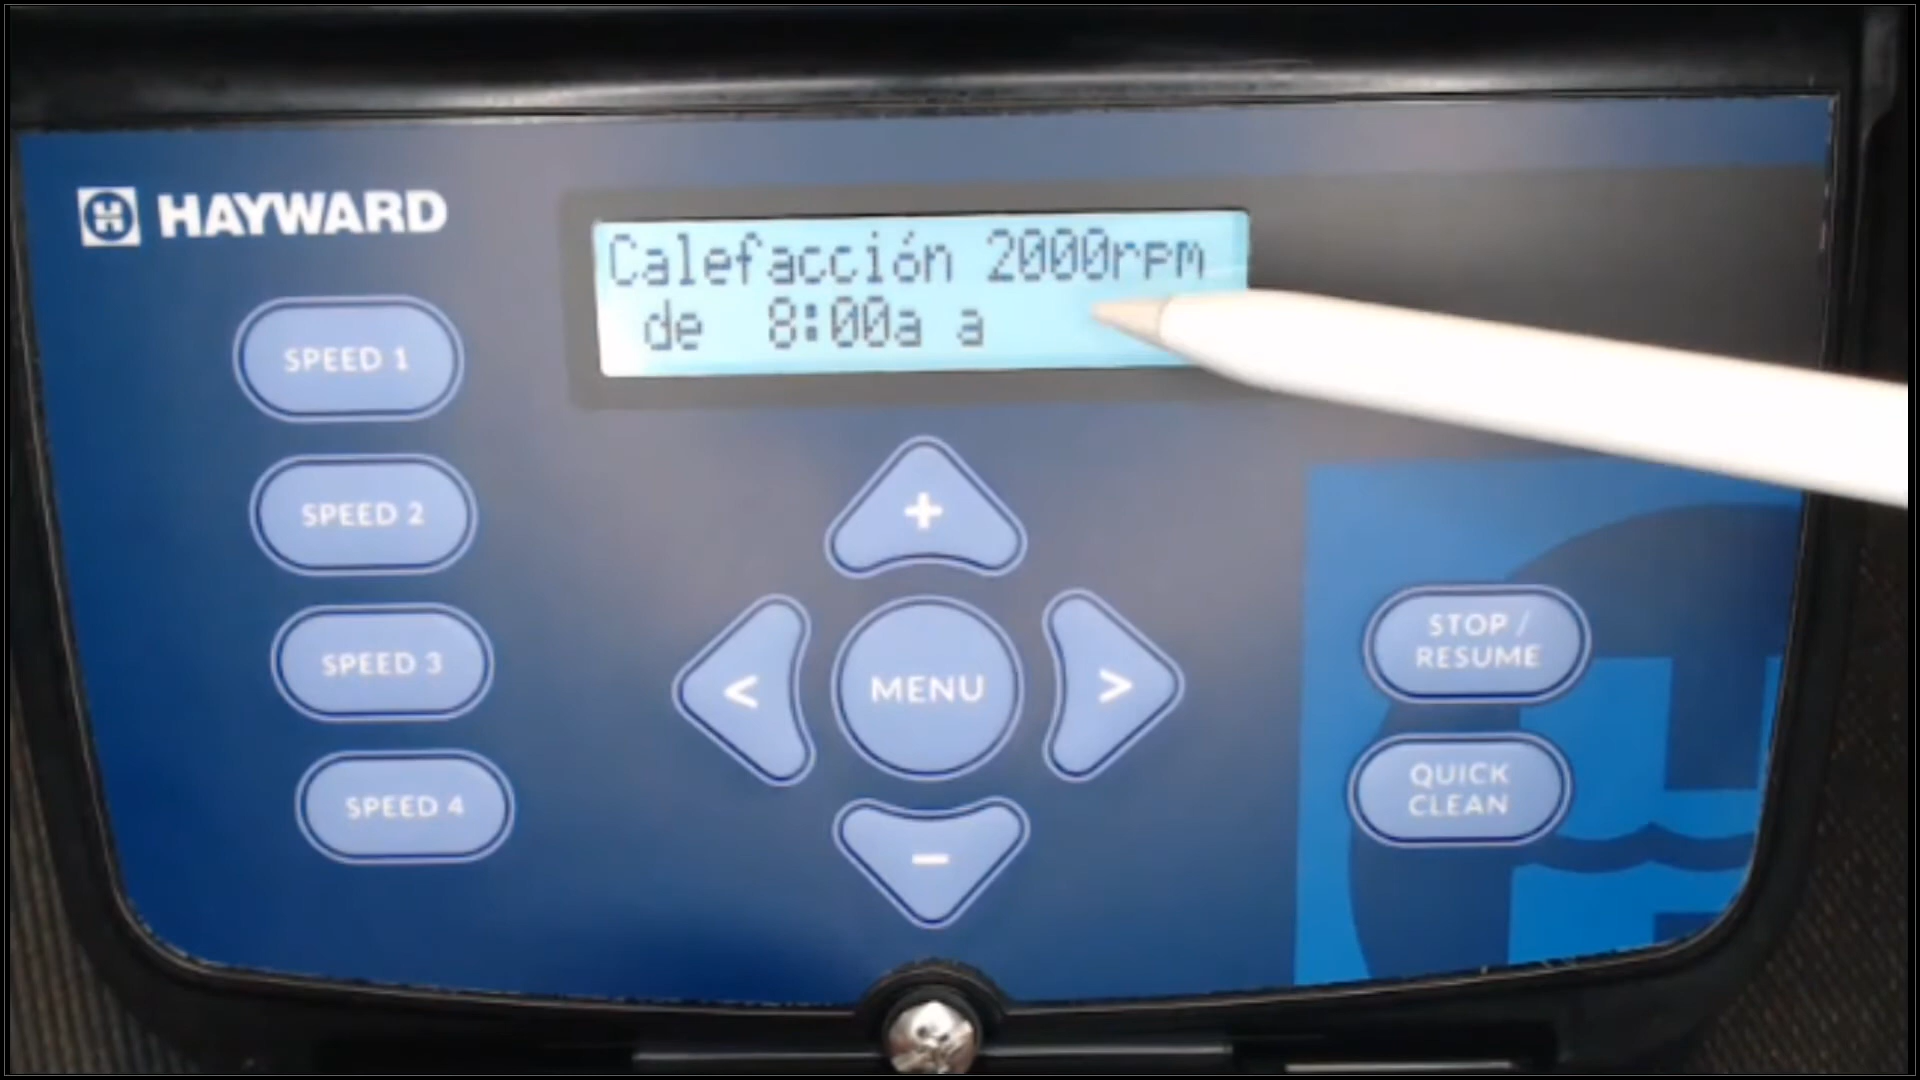 HAYWARD
Calefacción 2000rpm
de 8:00a a
SPEED 1
SPEED 2
SPEED 3
SPEED 4
+
<
MENU
>
−
STOP /
RESUME
QUICK
CLEAN